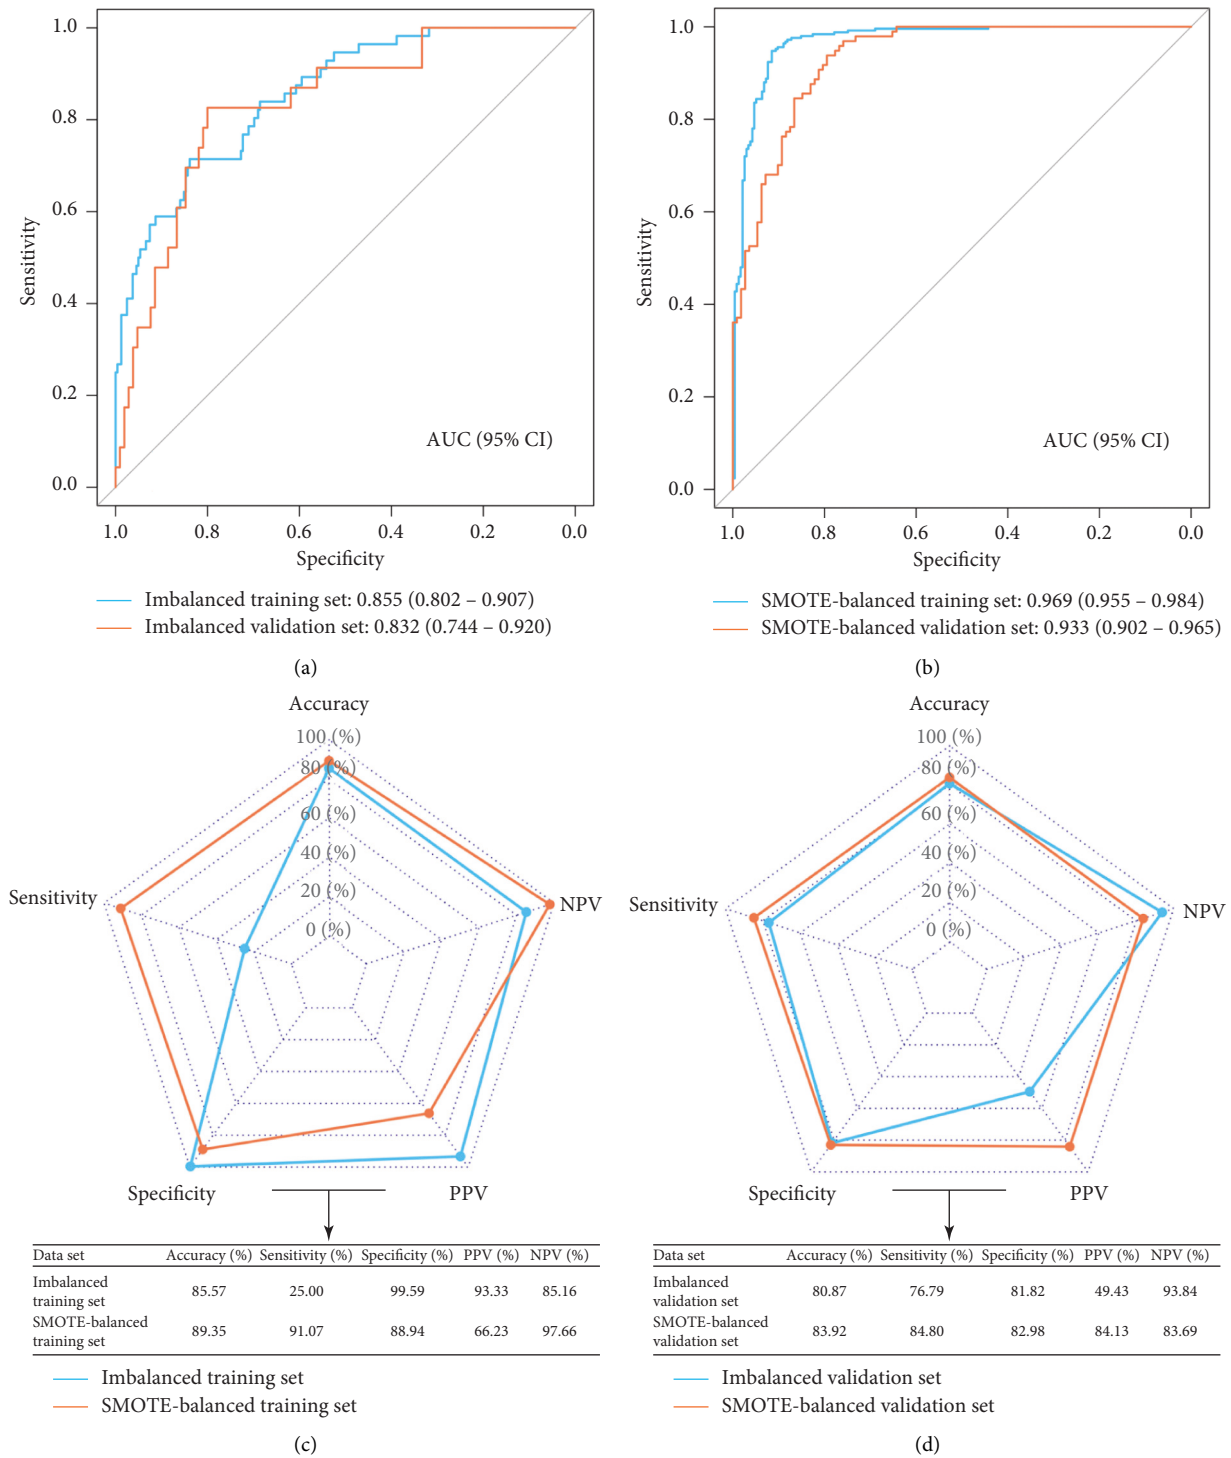 1.0
0.8
0.6
0.4
0.2
0.0
Sensitivity
1.0 0.8 0.6 0.4 0.2 0.0
Specificity
AUC (95% CI)
Imbalanced training set: 0.855 (0.802 – 0.907)
Imbalanced validation set: 0.832 (0.744 – 0.920)
(a)
1.0
0.8
0.6
0.4
0.2
0.0
Sensitivity
1.0 0.8 0.6 0.4 0.2 0.0
Specificity
AUC (95% CI)
SMOTE-balanced training set: 0.969 (0.955 – 0.984)
SMOTE-balanced validation set: 0.933 (0.902 – 0.965)
(b)
Accuracy
100 (%)
80 (%)
60 (%)
40 (%)
20 (%)
0 (%)
Sensitivity
NPV
Specificity
PPV
Data set Accuracy (%) Sensitivity (%) Specificity (%) PPV (%) NPV (%)
Imbalanced
training set 85.57 25.00 99.59 93.33 85.16
SMOTE-balanced
training set 89.35 91.07 88.94 66.23 97.66
Imbalanced training set
SMOTE-balanced training set
(c)
Accuracy
100 (%)
80 (%)
60 (%)
40 (%)
20 (%)
0 (%)
Sensitivity
NPV
Specificity
PPV
Data set Accuracy (%) Sensitivity (%) Specificity (%) PPV (%) NPV (%)
Imbalanced
validation set 80.87 76.79 81.82 49.43 93.84
SMOTE-balanced
validation set 83.92 84.80 82.98 84.13 83.69
Imbalanced validation set
SMOTE-balanced validation set
(d)